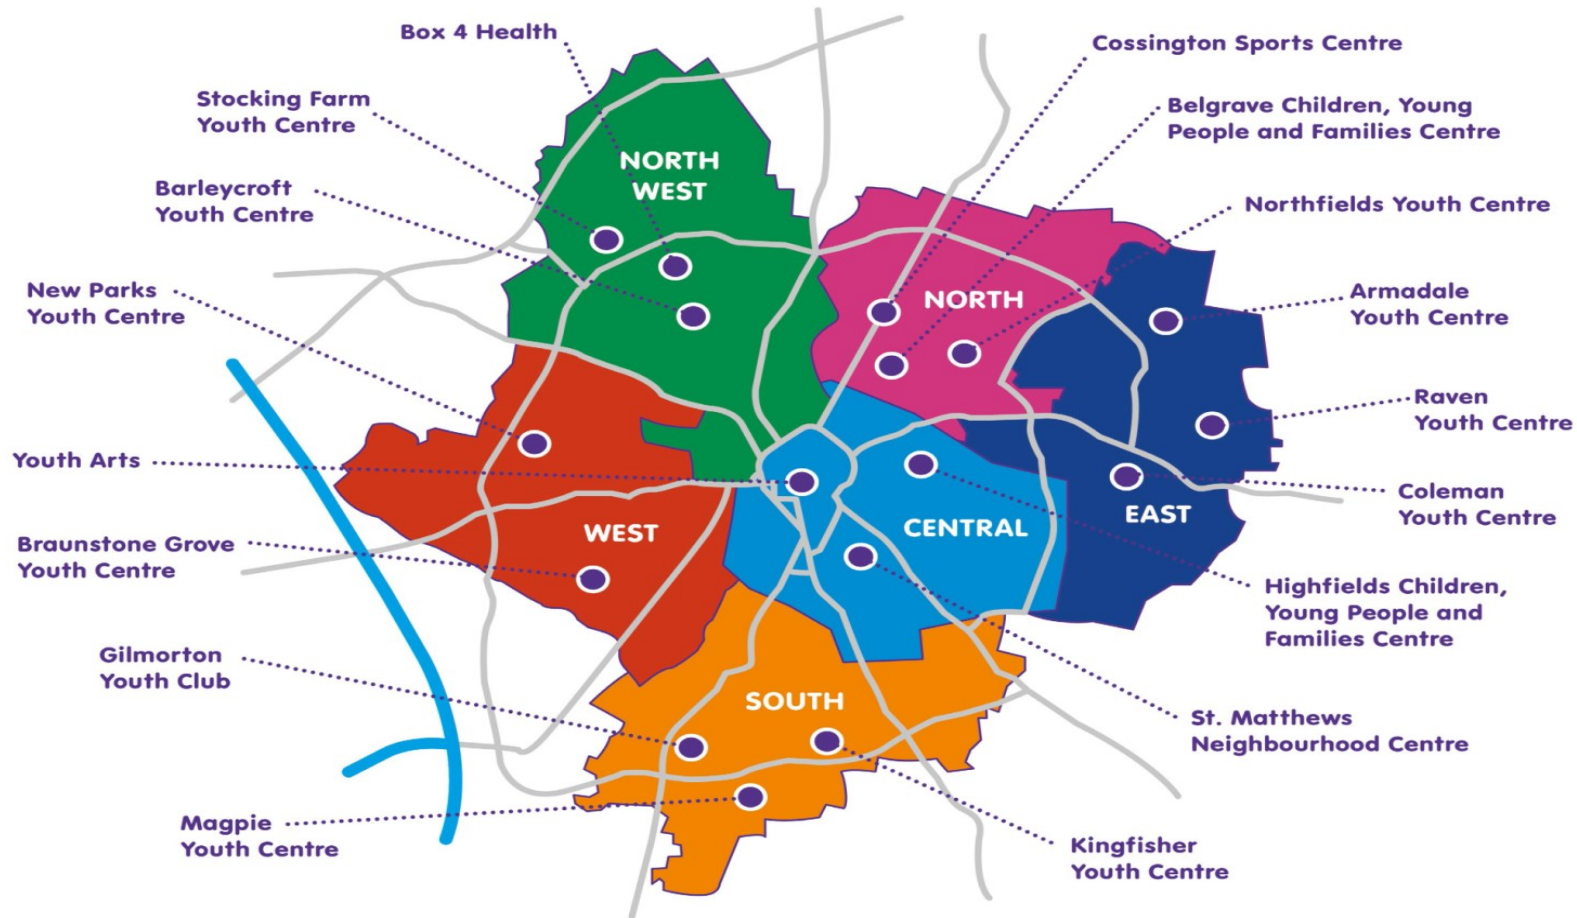 Box 4 Health
Stocking Farm
Youth Centre
Barleycroft
Youth Centre
New Parks
Youth Centre
Youth Arts
Braunstone Grove
Youth Centre
Gilmorton
Youth Club
Magpie
Youth Centre
NORTH
WEST
NORTH
WEST
CENTRAL
EAST
SOUTH
Cossington Sports Centre
Belgrave Children, Young
People and Families Centre
Northfields Youth Centre
Armadale
Youth Centre
Raven
Youth Centre
Coleman
Youth Centre
Highfields Children,
Young People and
Families Centre
St. Matthews
Neighbourhood Centre
Kingfisher
Youth Centre